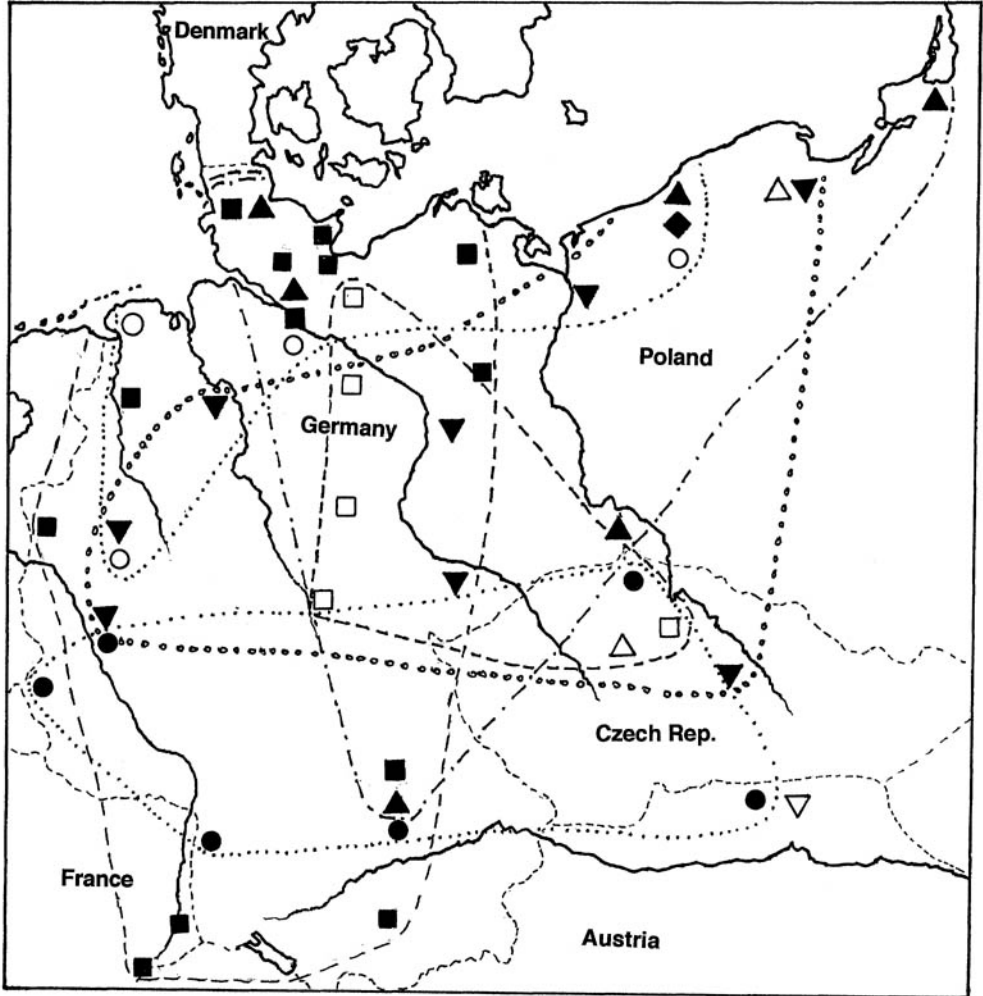 Denmark
Poland
Germany
Czech Rep.
France
Austria